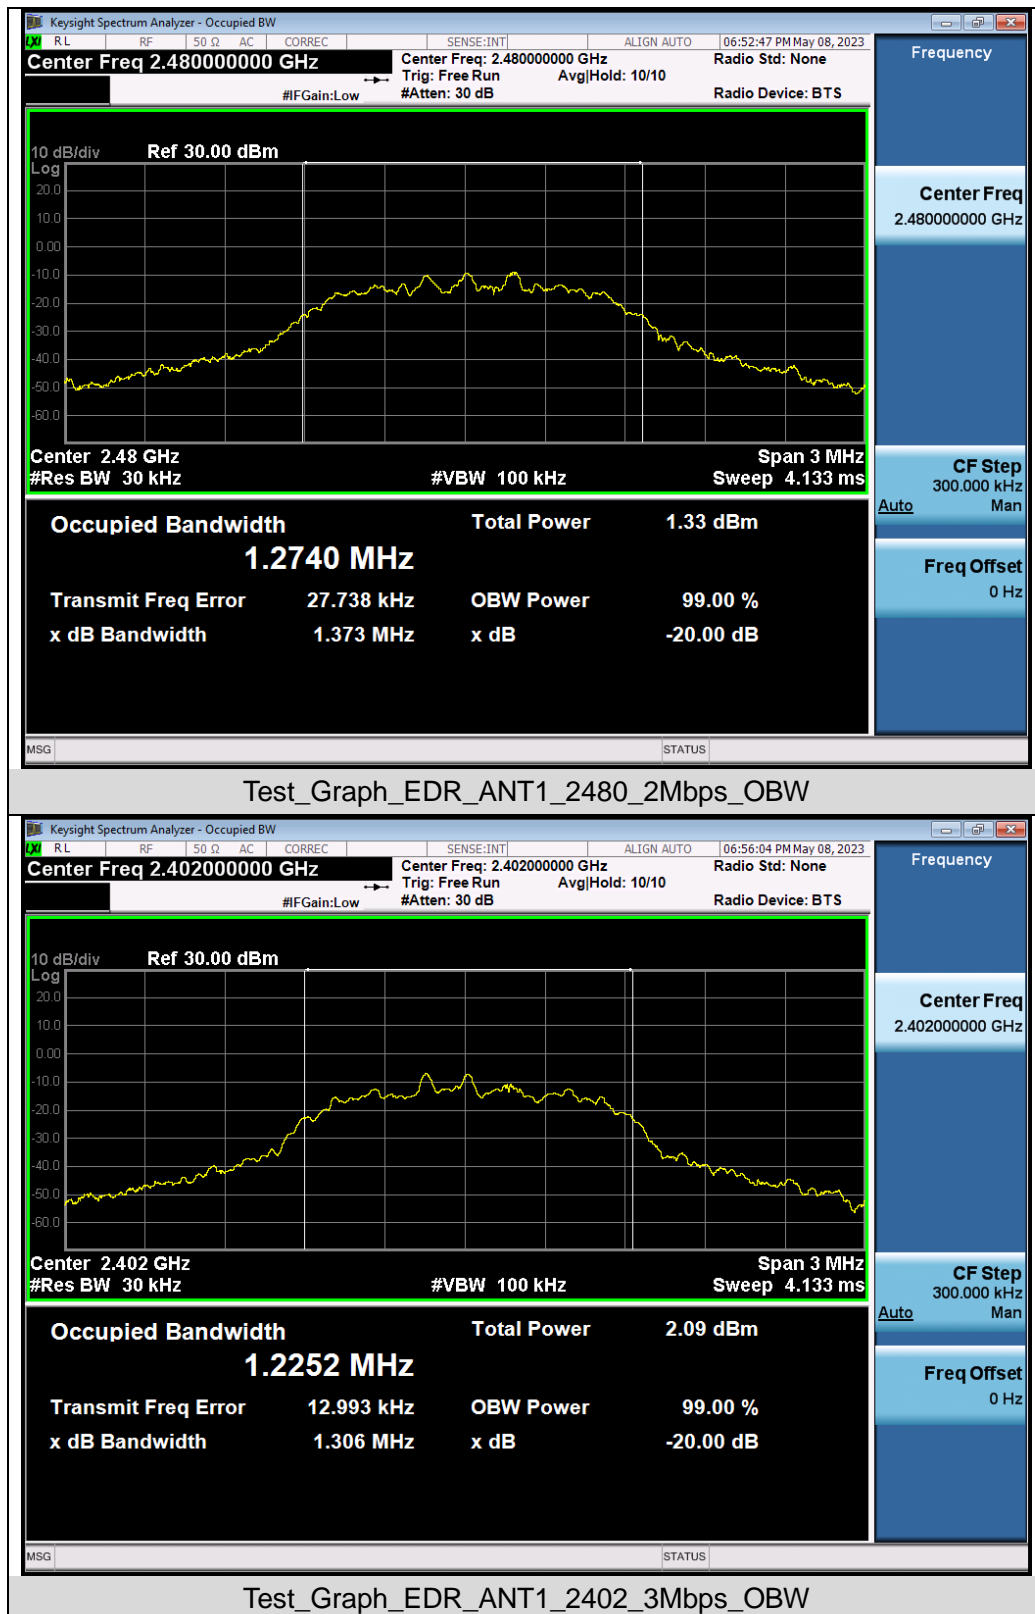 Keysight Spectrum Analyzer - Occupied BW
LXI RL RF 50 Ω AC CORREC SENSE:INT ALIGN AUTO 06:52:47 PM May 08, 2023
Center Freq 2.480000000 GHz
Center Freq: 2.480000000 GHz Radio Std: None
Trig: Free Run Avg|Hold: 10/10
#IFGain:Low #Atten: 30 dB Radio Device: BTS
Frequency
10 dB/div Ref 30.00 dBm
Log
20.0
10.0
0.00
-10.0
-20.0
-30.0
-40.0
-50.0
-60.0
Center 2.48 GHz Span 3 MHz
#Res BW 30 kHz #VBW 100 kHz Sweep 4.133 ms
Center Freq
2.480000000 GHz
CF Step
300.000 kHz
Auto Man
Freq Offset
0 Hz
Occupied Bandwidth Total Power 1.33 dBm
1.2740 MHz
Transmit Freq Error 27.738 kHz OBW Power 99.00 %
x dB Bandwidth 1.373 MHz x dB -20.00 dB
MSG STATUS
Test_Graph_EDR_ANT1_2480_2Mbps_OBW
Keysight Spectrum Analyzer - Occupied BW
LXI RL RF 50 Ω AC CORREC SENSE:INT ALIGN AUTO 06:56:04 PM May 08, 2023
Center Freq 2.402000000 GHz
Center Freq: 2.402000000 GHz Radio Std: None
Trig: Free Run Avg|Hold: 10/10
#IFGain:Low #Atten: 30 dB Radio Device: BTS
Frequency
10 dB/div Ref 30.00 dBm
Log
20.0
10.0
0.00
-10.0
-20.0
-30.0
-40.0
-50.0
-60.0
Center 2.402 GHz Span 3 MHz
#Res BW 30 kHz #VBW 100 kHz Sweep 4.133 ms
Center Freq
2.402000000 GHz
CF Step
300.000 kHz
Auto Man
Freq Offset
0 Hz
Occupied Bandwidth Total Power 2.09 dBm
1.2252 MHz
Transmit Freq Error 12.993 kHz OBW Power 99.00 %
x dB Bandwidth 1.306 MHz x dB -20.00 dB
MSG STATUS
Test_Graph_EDR_ANT1_2402_3Mbps_OBW